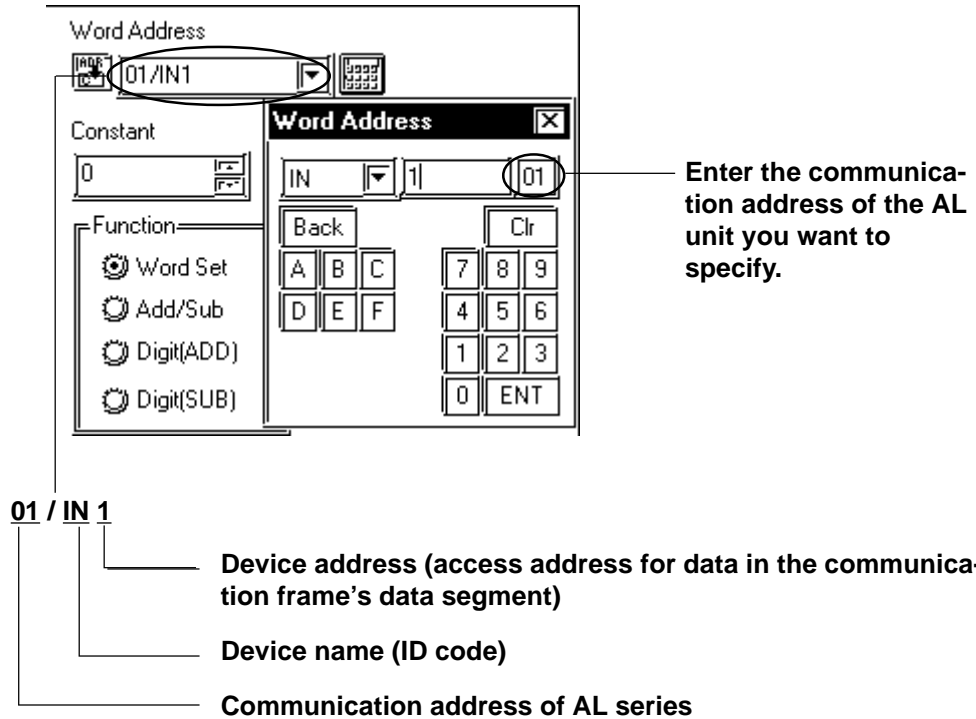 Word Address
01/IN1
Constant
0
Function
Word Set
Add/Sub
Digit(ADD)
Digit(SUB)
Word Address
IN 1 01
Back Clr
A B C 7 8 9
D E F 4 5 6
1 2 3
0 ENT
Enter the communica-
tion address of the AL
unit you want to
specify.
01 / IN 1
Device address (access address for data in the communica-
tion frame's data segment)
Device name (ID code)
Communication address of AL series